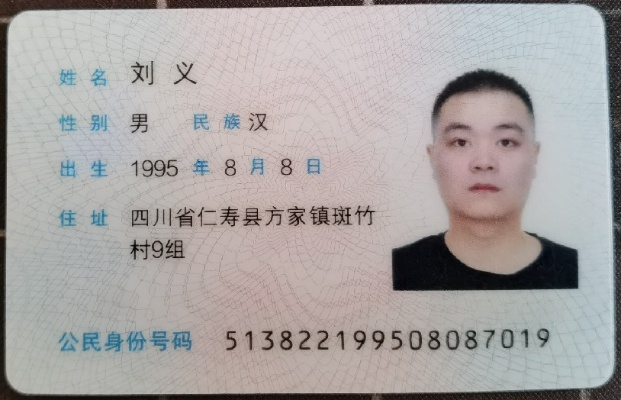 姓名 刘义
性别 男 民族 汉
出生 1995 年 8 月 8 日
住址 四川省仁寿县方家镇斑竹
村9组
公民身份号码 513822199508087019